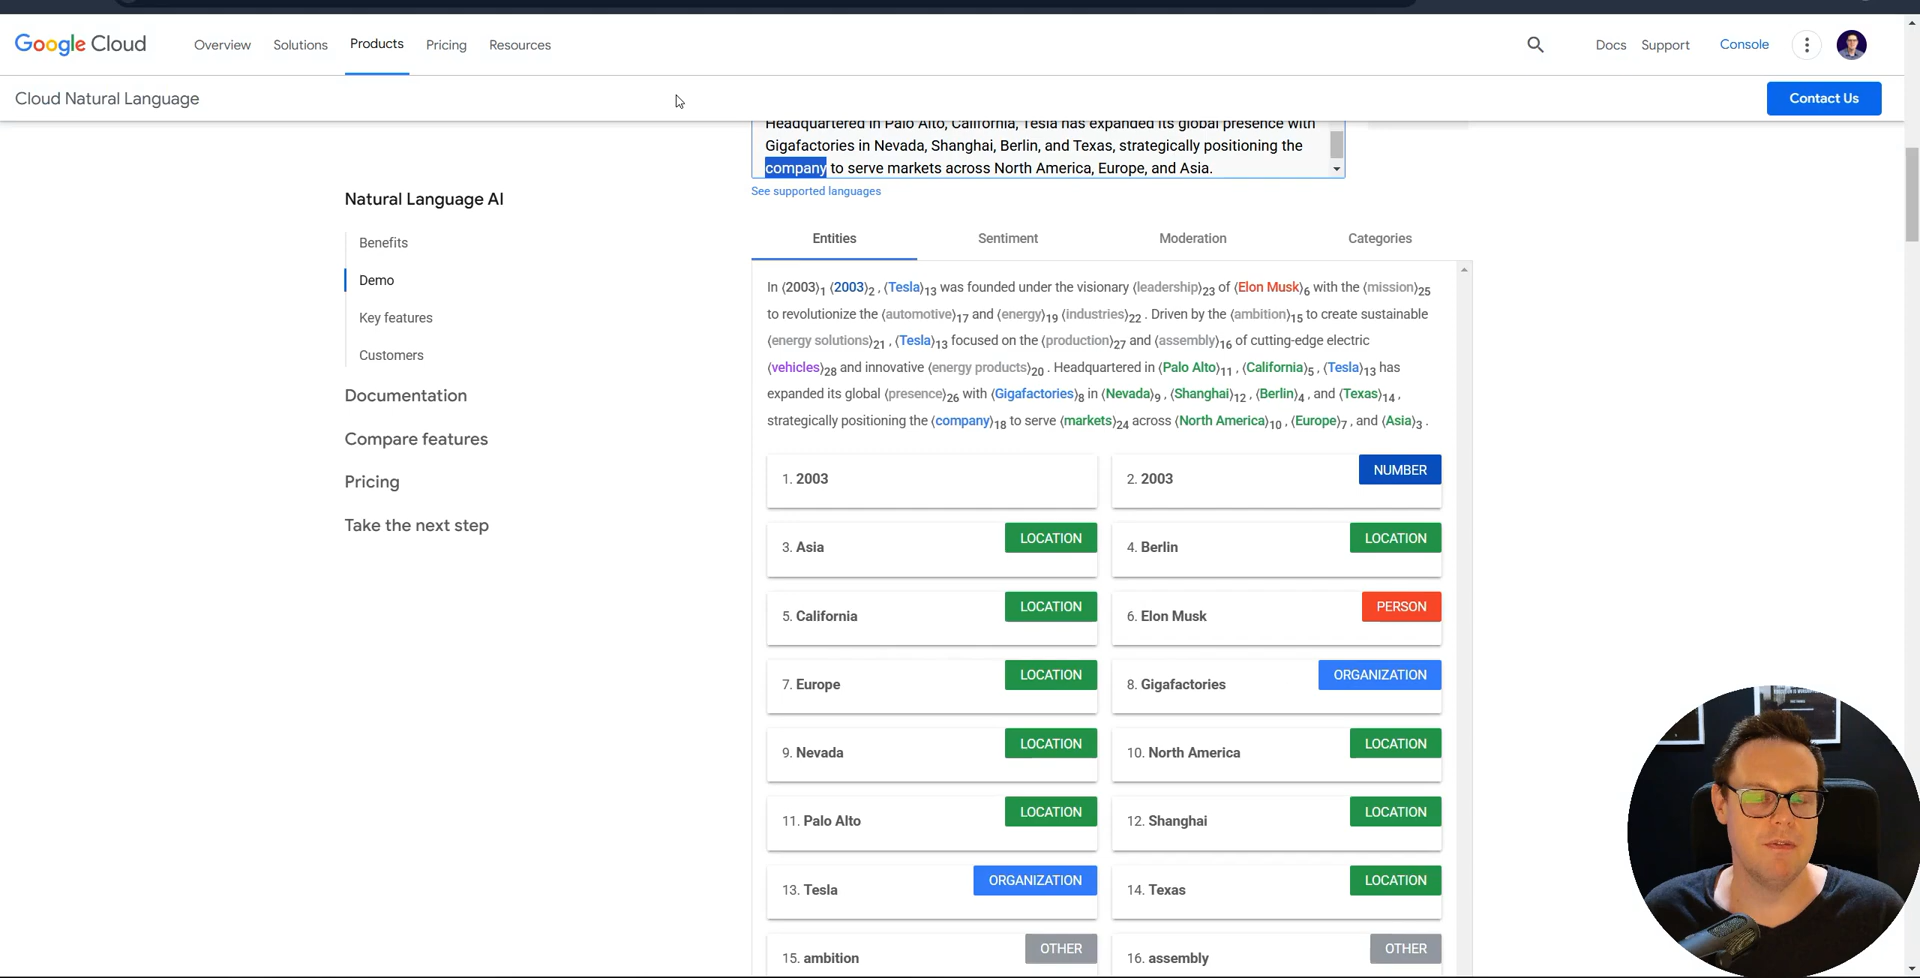 Google Cloud
Overview
Solutions
Products
Pricing
Resources
Docs
Support
Console
Cloud Natural Language
Contact Us
Headquartered in Palo Alto, California, Tesla has expanded its global presence with
Gigafactories in Nevada, Shanghai, Berlin, and Texas, strategically positioning the
company to serve markets across North America, Europe, and Asia.
See supported languages
Natural Language AI
Benefits
Demo
Key features
Customers
Documentation
Compare features
Pricing
Take the next step
Entities
Sentiment
Moderation
Categories
In ⟨2003⟩1 ⟨2003⟩2 , ⟨Tesla⟩13 was founded under the visionary ⟨leadership⟩23 of ⟨Elon Musk⟩6 with the ⟨mission⟩25
to revolutionize the ⟨automotive⟩17 and ⟨energy⟩19 ⟨industries⟩22 . Driven by the ⟨ambition⟩15 to create sustainable
⟨energy solutions⟩21 , ⟨Tesla⟩13 focused on the ⟨production⟩27 and ⟨assembly⟩16 of cutting-edge electric
⟨vehicles⟩28 and innovative ⟨energy products⟩20 . Headquartered in ⟨Palo Alto⟩11 , ⟨California⟩5 , ⟨Tesla⟩13 has
expanded its global ⟨presence⟩26 with ⟨Gigafactories⟩8 in ⟨Nevada⟩9 , ⟨Shanghai⟩12 , ⟨Berlin⟩4 , and ⟨Texas⟩14 ,
strategically positioning the ⟨company⟩18 to serve ⟨markets⟩24 across ⟨North America⟩10 , ⟨Europe⟩7 , and ⟨Asia⟩3 .
1. 2003
2. 2003 NUMBER
3. Asia LOCATION
4. Berlin LOCATION
5. California LOCATION
6. Elon Musk PERSON
7. Europe LOCATION
8. Gigafactories ORGANIZATION
9. Nevada LOCATION
10. North America LOCATION
11. Palo Alto LOCATION
12. Shanghai LOCATION
13. Tesla ORGANIZATION
14. Texas LOCATION
15. ambition OTHER
16. assembly OTHER